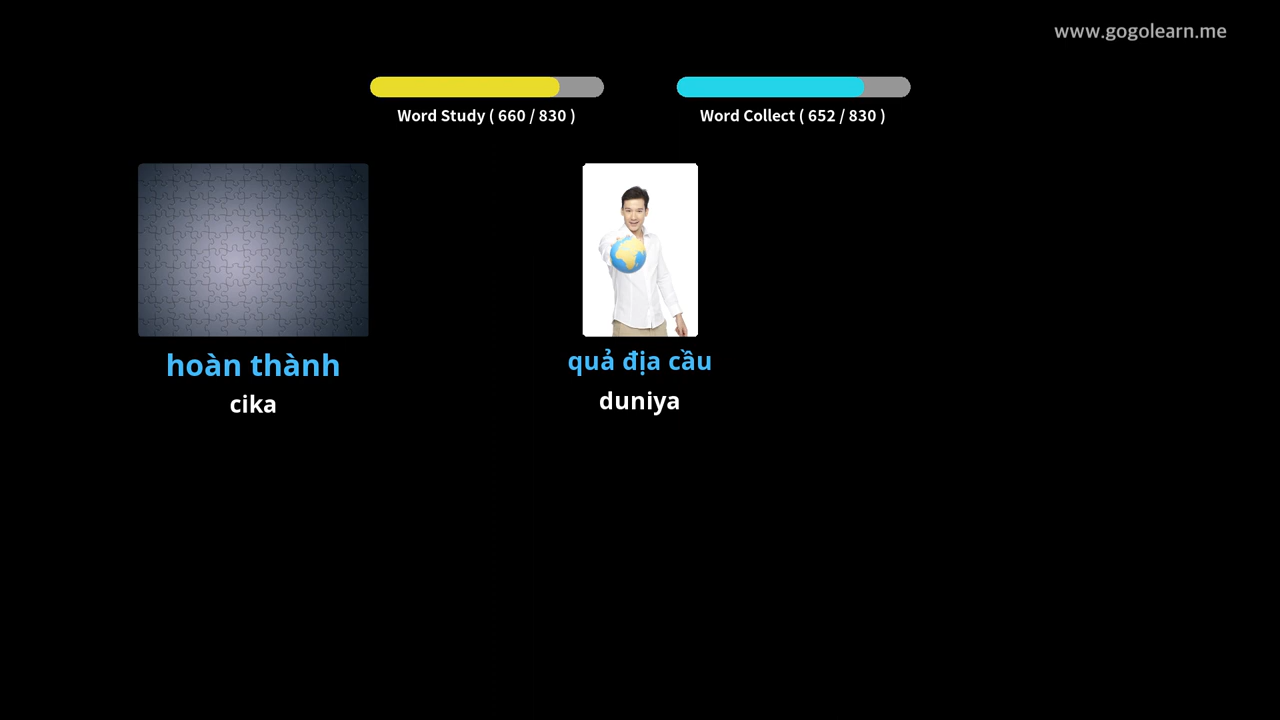 www.gogolearn.me
Word Study ( 660 / 830 )
Word Collect ( 652 / 830 )
hoàn thành
cika
quả địa cầu
duniya